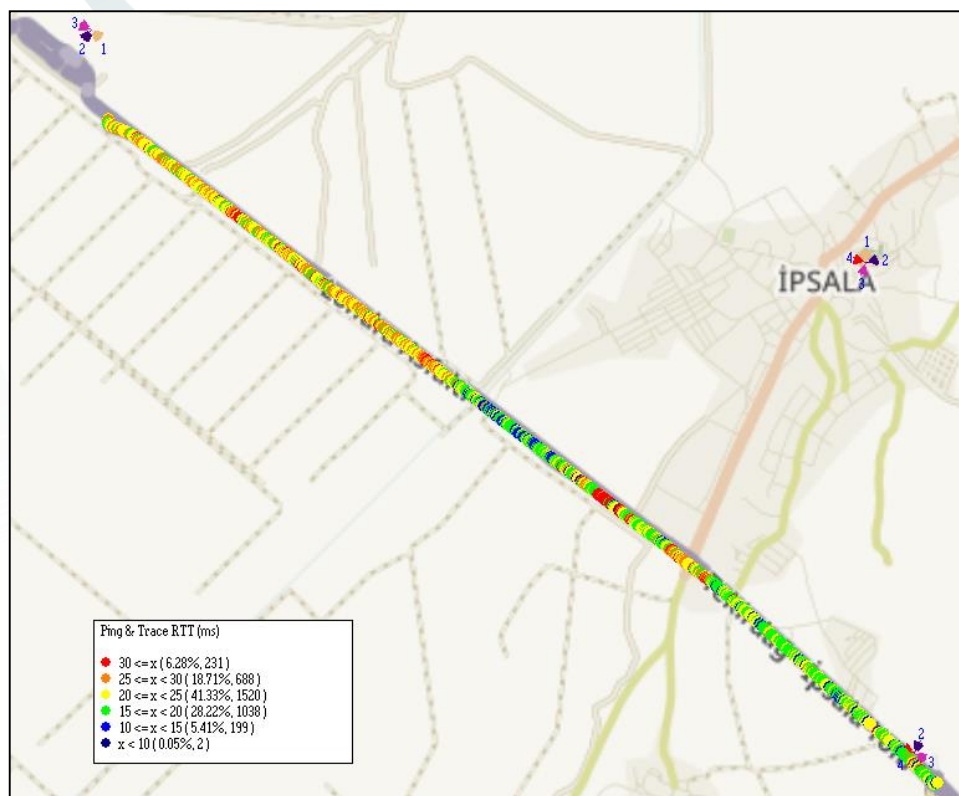 3
2 1
1
4 2
İPSALA
3
Ping & Trace RTT (ms)
30 <= x ( 6.28%, 231 )
25 <= x < 30 ( 18.71%, 688 )
20 <= x < 25 ( 41.33%, 1520 )
15 <= x < 20 ( 28.22%, 1038 )
10 <= x < 15 ( 5.41%, 199 )
x < 10 ( 0.05%, 2 )
2
4 3